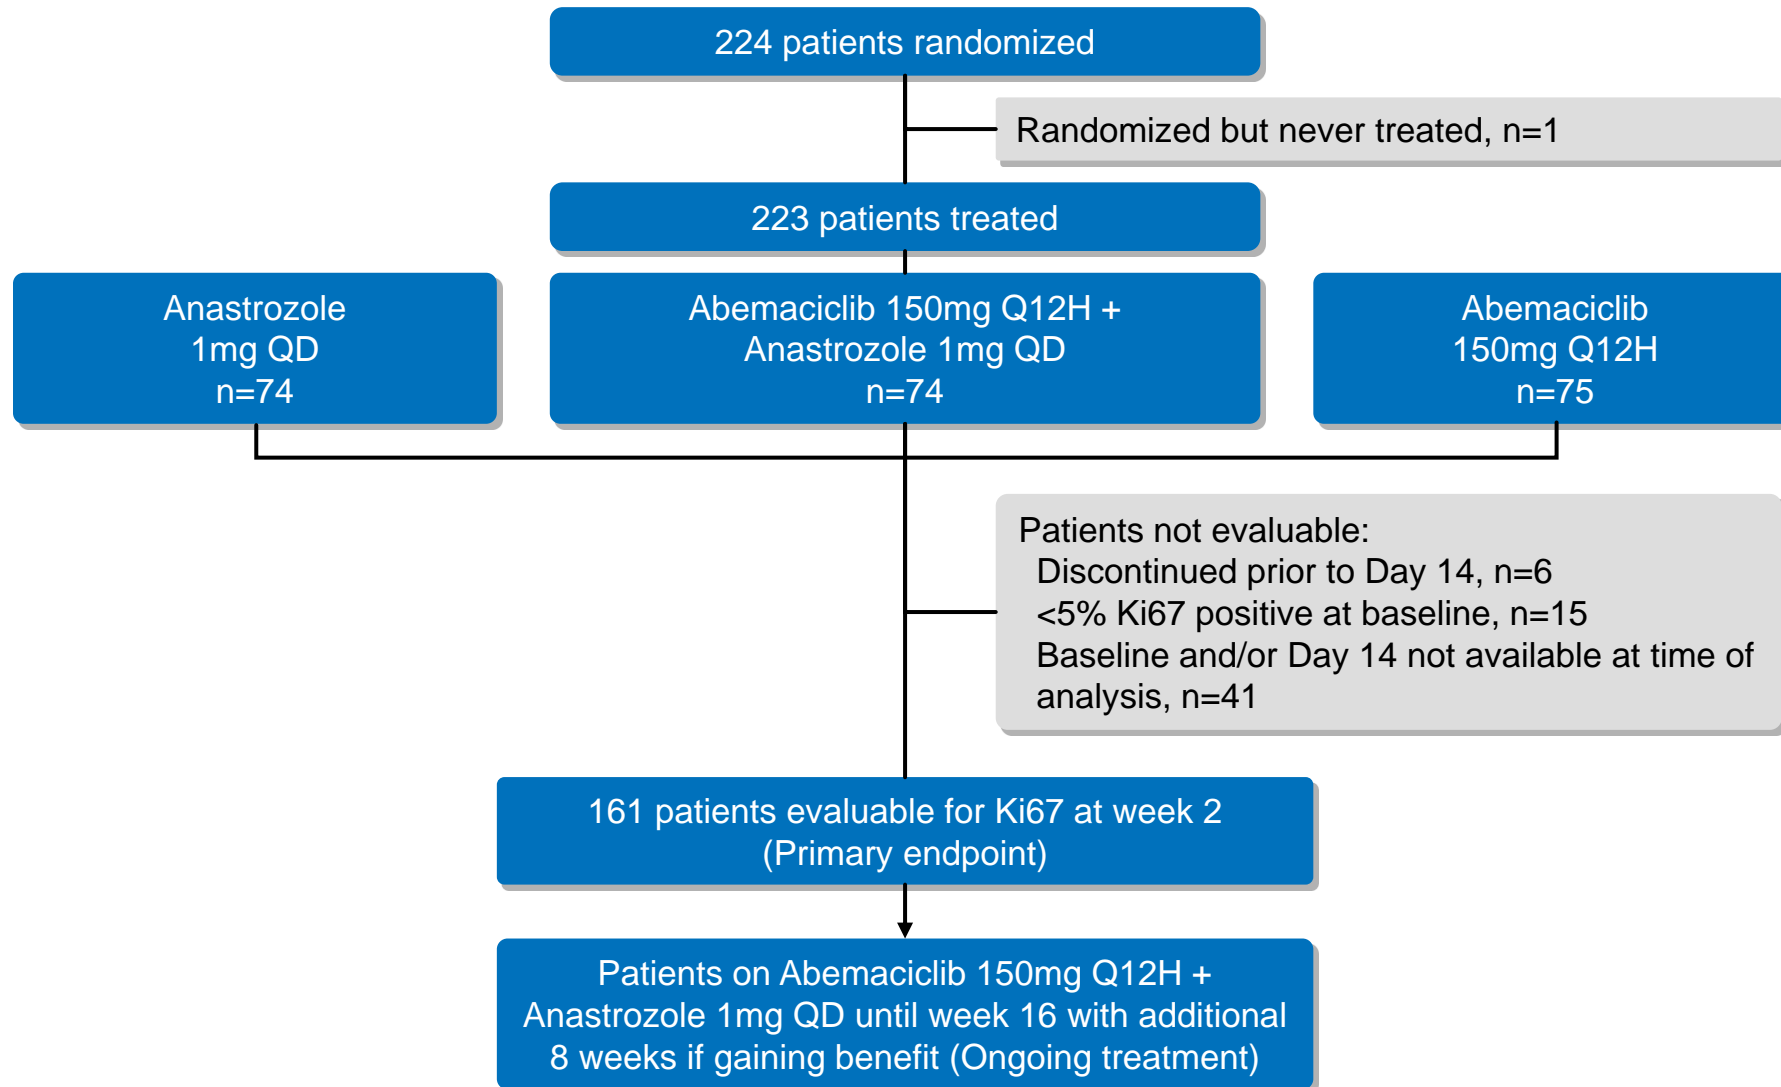 224 patients randomized
Randomized but never treated, n=1
223 patients treated
Anastrozole
1mg QD
n=74
Abemaciclib 150mg Q12H +
Anastrozole 1mg QD
n=74
Abemaciclib
150mg Q12H
n=75
Patients not evaluable:
Discontinued prior to Day 14, n=6
<5% Ki67 positive at baseline, n=15
Baseline and/or Day 14 not available at time of
analysis, n=41
161 patients evaluable for Ki67 at week 2
(Primary endpoint)
Patients on Abemaciclib 150mg Q12H +
Anastrozole 1mg QD until week 16 with additional
8 weeks if gaining benefit (Ongoing treatment)